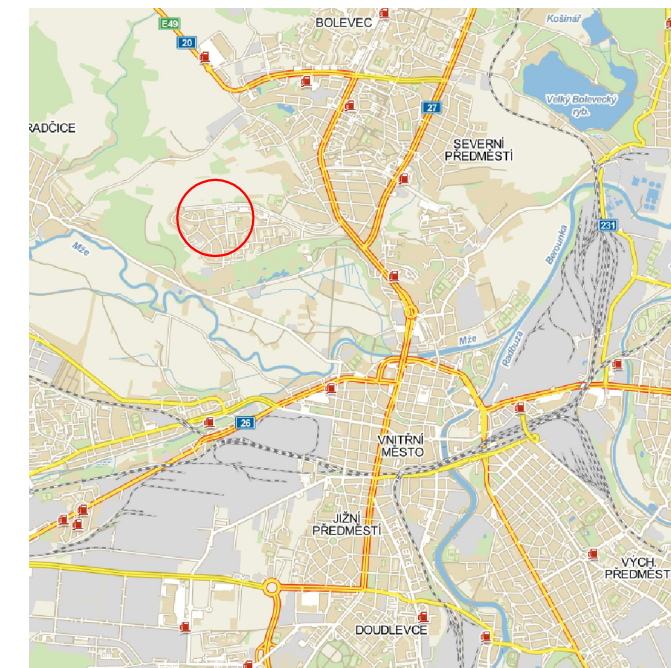 BOLEVEC
Košinář
E49
20
Velký Bolevecký
ryb.
27
RADČICE
SEVERNÍ
PŘEDMĚSTÍ
231
Mže
Berounka
Mže
Radbuza
26
VNITŘNÍ
MĚSTO
JIŽNÍ
PŘEDMĚSTÍ
VÝCH.
PŘEDMĚST
DOUDLEVCE